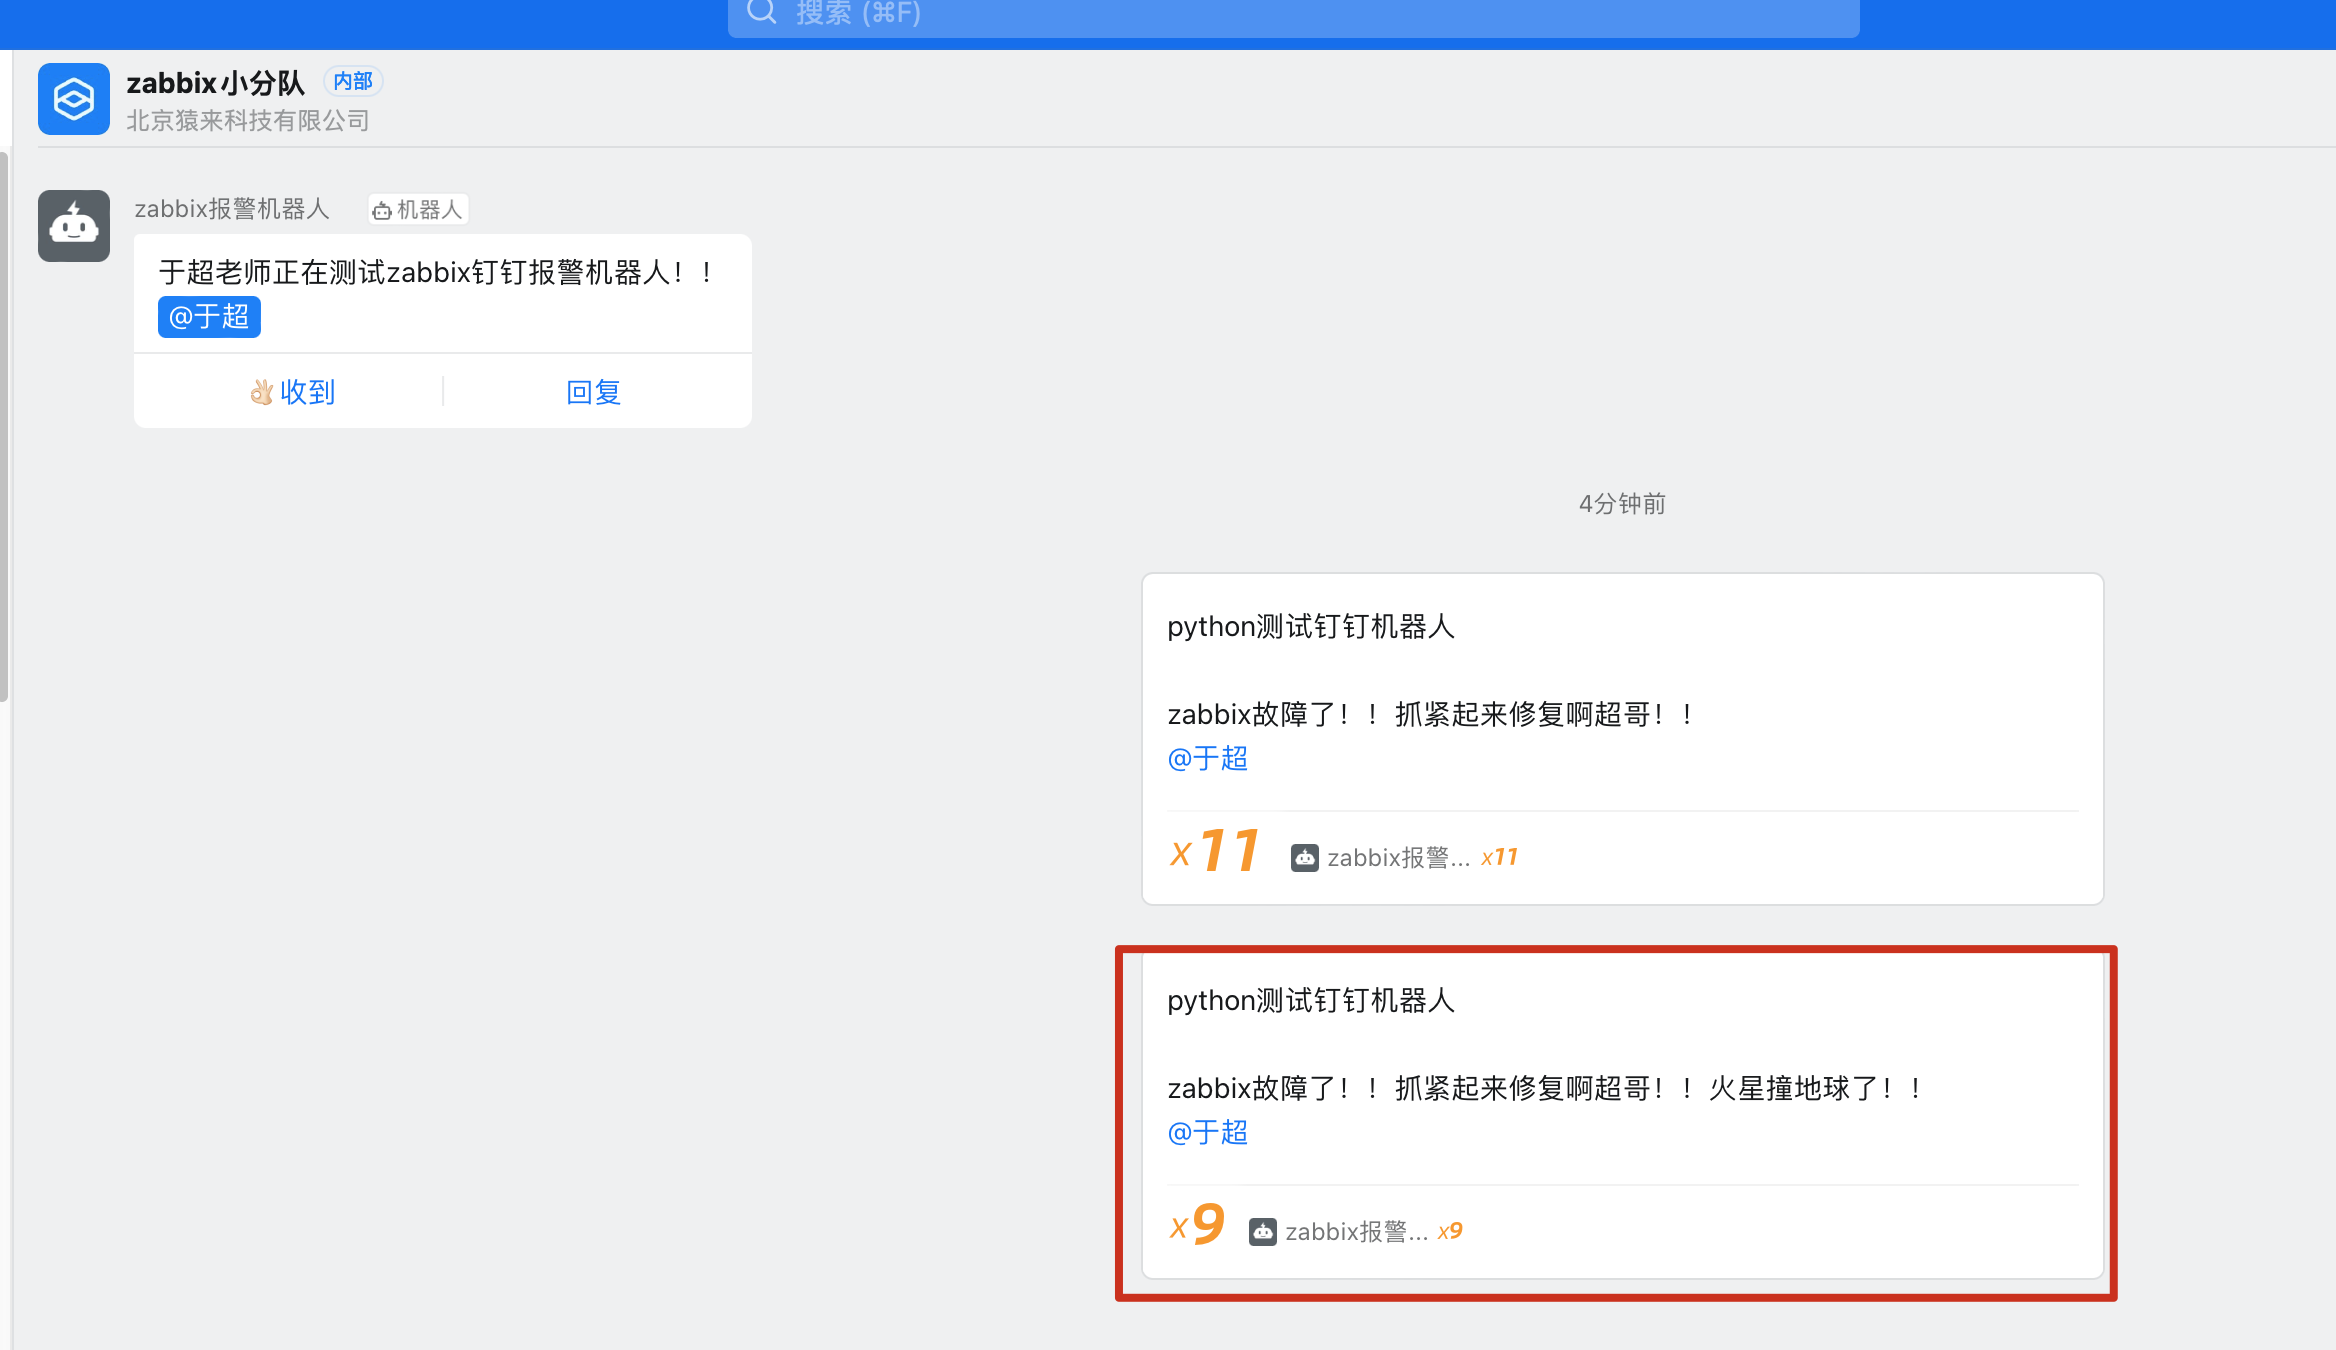 搜索 (⌘F)
zabbix小分队 内部
北京猿来科技有限公司
zabbix报警机器人 机器人
于超老师正在测试zabbix钉钉报警机器人！！
@于超
👌🏻收到 回复
4分钟前
python测试钉钉机器人
zabbix故障了！！抓紧起来修复啊超哥！！
@于超
x11 zabbix报警... x11
python测试钉钉机器人
zabbix故障了！！抓紧起来修复啊超哥！！火星撞地球了！！
@于超
x9 zabbix报警... x9